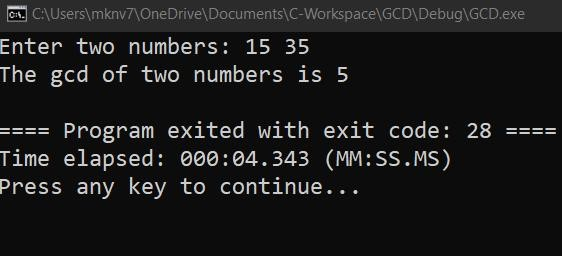 C:\Users\mknv7\OneDrive\Documents\C-Workspace\GCD\Debug\GCD.exe
Enter two numbers: 15 35
The gcd of two numbers is 5
==== Program exited with exit code: 28 ====
Time elapsed: 000:04.343 (MM:SS.MS)
Press any key to continue...